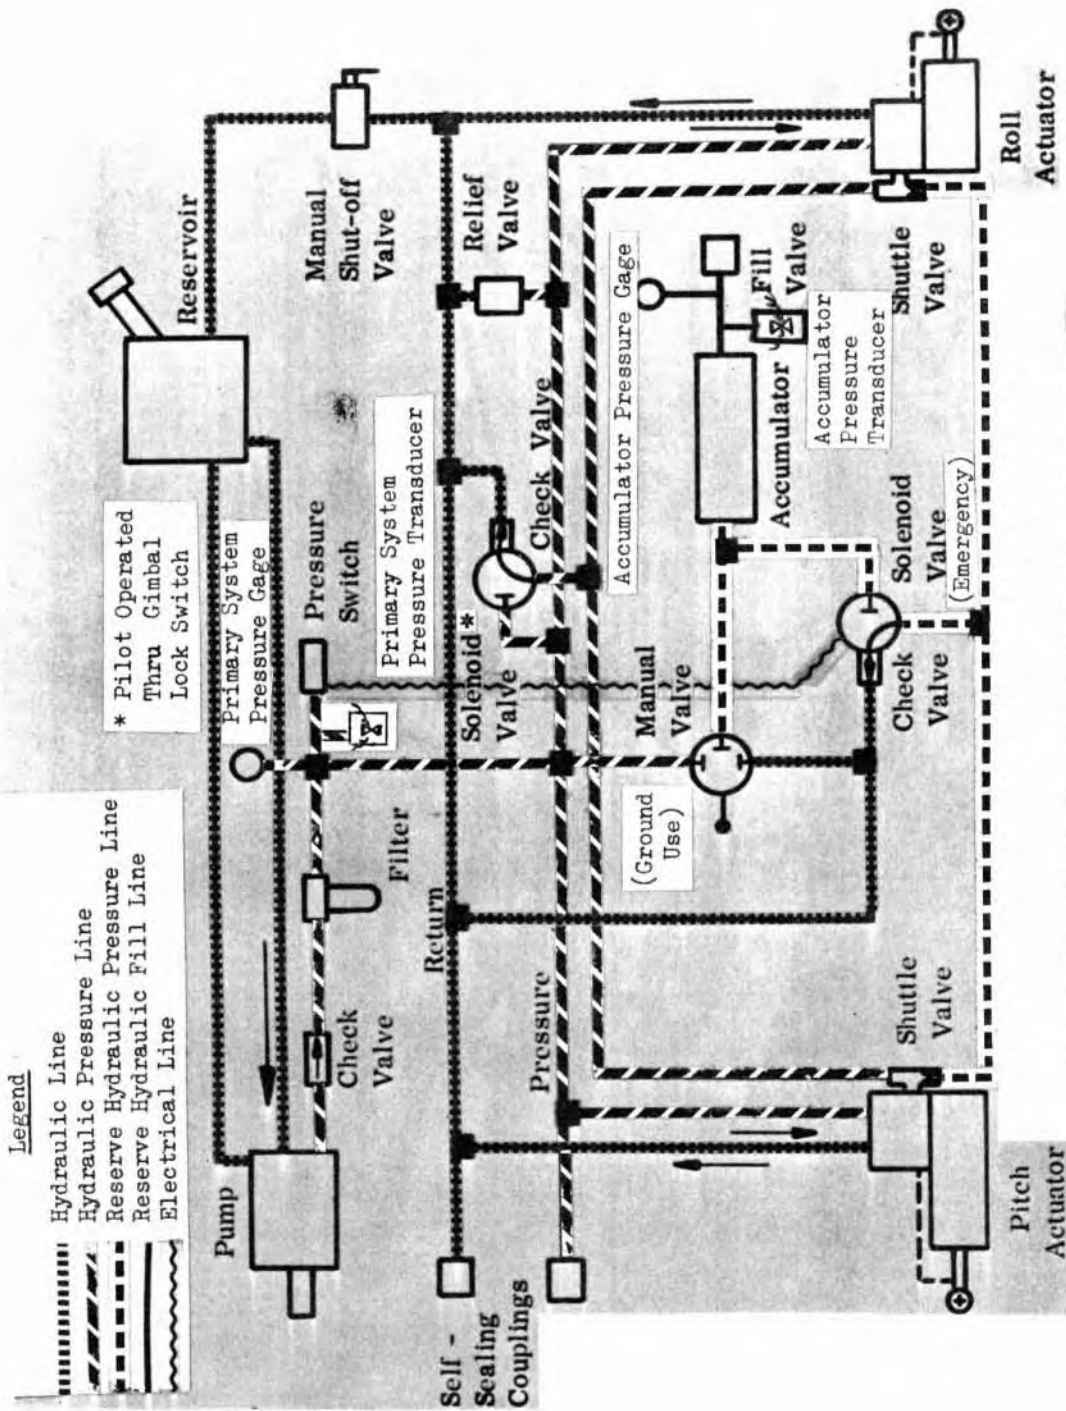 Legend
Hydraulic Line
Hydraulic Pressure Line
Reserve Hydraulic Pressure Line
Reserve Hydraulic Fill Line
Electrical Line
* Pilot Operated
Thru Gimbal
Lock Switch
Reservoir
Primary System
Pressure Gage
Pump
Manual
Shut-off
Valve
Pressure
Switch
Filter
Check
Valve
Primary System
Pressure Transducer
Relief
Valve
Return
Solenoid *
Valve
Check Valve
Self -
Sealing
Couplings
Pressure
Accumulator Pressure Gage
Manual
Valve
(Ground
Use)
Fill
Valve
Accumulator
Accumulator
Pressure
Transducer
Shuttle
Valve
Solenoid
Valve
(Emergency)
Check
Valve
Shuttle
Valve
Roll
Actuator
Pitch
Actuator